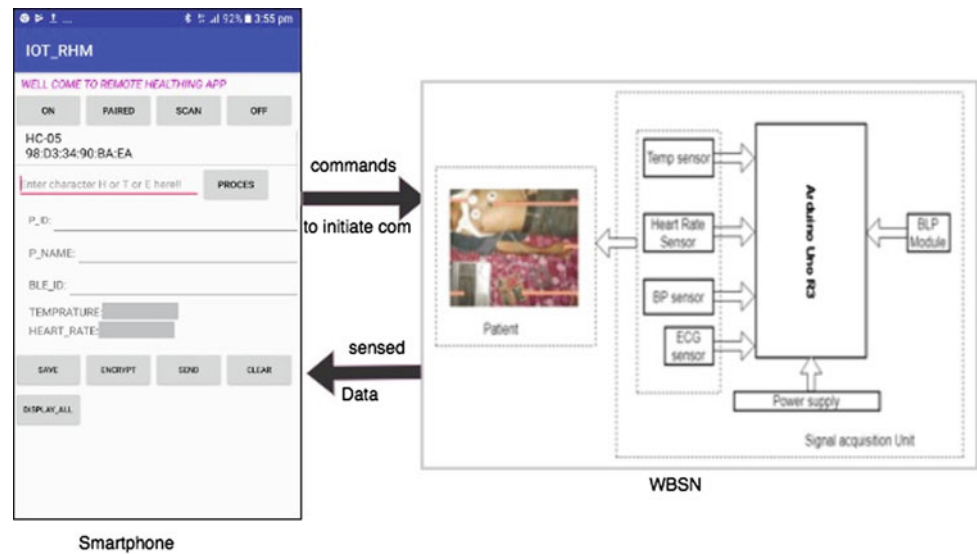 ... 92% 3:55 pm
IOT_RHM
WELL COME TO REMOTE HEALTHING APP
ON PAIRED SCAN OFF
HC-05
98:D3:34:90:BA:EA
Enter character H or T or E here!! PROCES
P_ID:
P_NAME:
BLE_ID:
TEMPRATURE:
HEART_RATE:
SAVE ENCRYPT SEND CLEAR
DISPLAY_ALL
Smartphone
commands
to initiate com
sensed
Data
Patient
Temp sensor
Heart Rate
Sensor
BP sensor
ECG
sensor
Arduino Uno R3
BLP
Module
Power supply
Signal acquisition Unit
WBSN